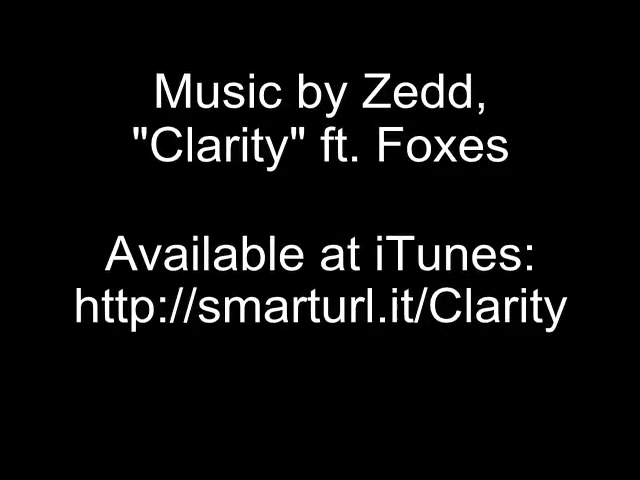 Music by Zedd,
"Clarity" ft. Foxes
Available at iTunes:
http://smarturl.it/Clarity